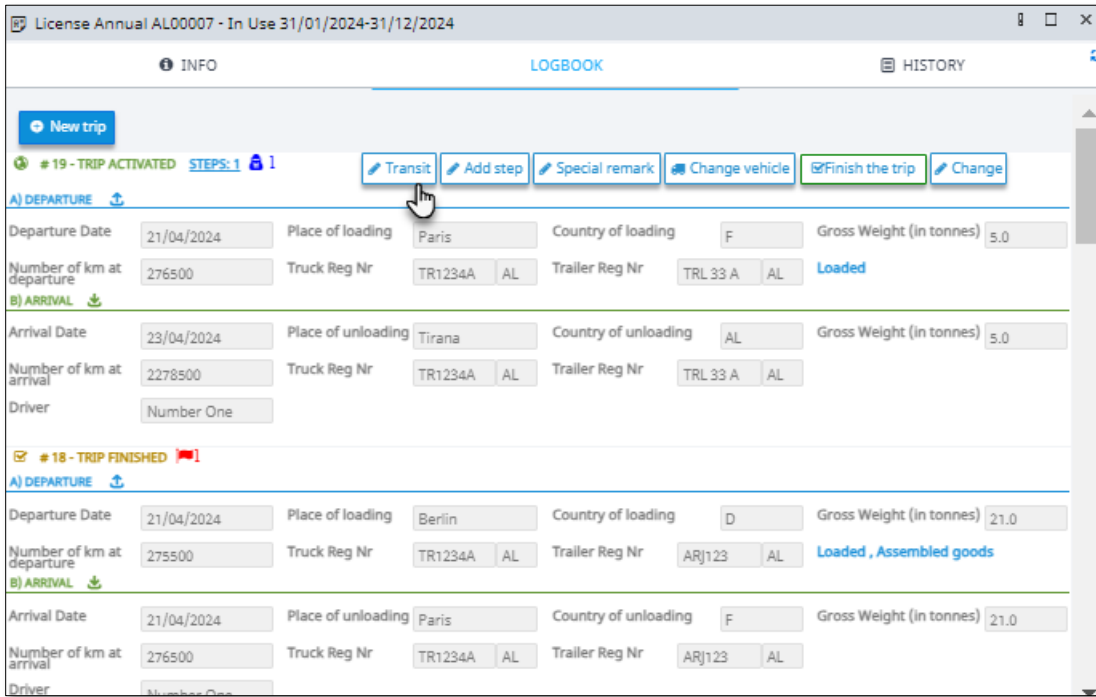 License Annual AL00007 - In Use 31/01/2024-31/12/2024
INFO LOGBOOK HISTORY
New trip
# 19 - TRIP ACTIVATED STEPS: 1 1 Transit Add step Special remark Change vehicle Finish the trip Change
A) DEPARTURE
Departure Date 21/04/2024 Place of loading Paris Country of loading F Gross Weight (in tonnes) 5.0
Number of km at departure 276500 Truck Reg Nr TR1234A AL Trailer Reg Nr TRL 33 A AL Loaded
B) ARRIVAL
Arrival Date 23/04/2024 Place of unloading Tirana Country of unloading AL Gross Weight (in tonnes) 5.0
Number of km at arrival 2278500 Truck Reg Nr TR1234A AL Trailer Reg Nr TRL 33 A AL
Driver Number One
# 18 - TRIP FINISHED 1
A) DEPARTURE
Departure Date 21/04/2024 Place of loading Berlin Country of loading D Gross Weight (in tonnes) 21.0
Number of km at departure 275500 Truck Reg Nr TR1234A AL Trailer Reg Nr ARJ123 AL Loaded , Assembled goods
B) ARRIVAL
Arrival Date 21/04/2024 Place of unloading Paris Country of unloading F Gross Weight (in tonnes) 21.0
Number of km at arrival 276500 Truck Reg Nr TR1234A AL Trailer Reg Nr ARJ123 AL
Driver Number One